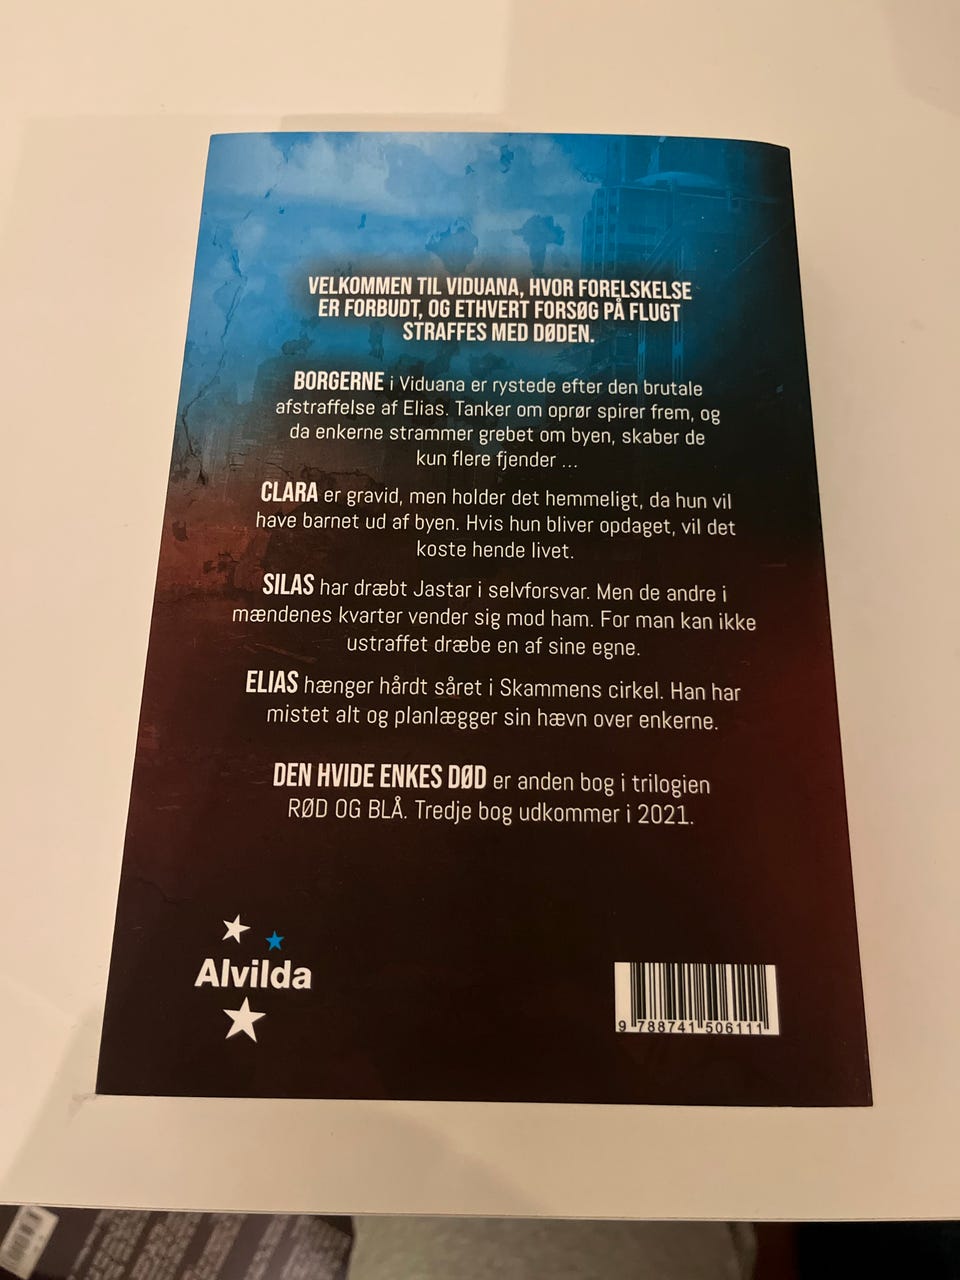 VELKOMMEN TIL VIDUANA, HVOR FORELSKELSE
ER FORBUDT, OG ETHVERT FORSØG PÅ FLUGT
STRAFFES MED DØDEN.
BORGERNE i Viduana er rystede efter den brutale
afstraffelse af Elias. Tanker om oprør spirer frem, og
da enkerne strammer grebet om byen, skaber de
kun flere fjender ...
CLARA er gravid, men holder det hemmeligt, da hun vil
have barnet ud af byen. Hvis hun bliver opdaget, vil det
koste hende livet.
SILAS har dræbt Jastar i selvforsvar. Men de andre i
mændenes kvarter vender sig mod ham. For man kan ikke
ustraffet dræbe en af sine egne.
ELIAS hænger hårdt såret i Skammens cirkel. Han har
mistet alt og planlægger sin hævn over enkerne.
DEN HVIDE ENKES DØD er anden bog i trilogien
RØD OG BLÅ. Tredje bog udkommer i 2021.
Alvilda
9 788741 506111